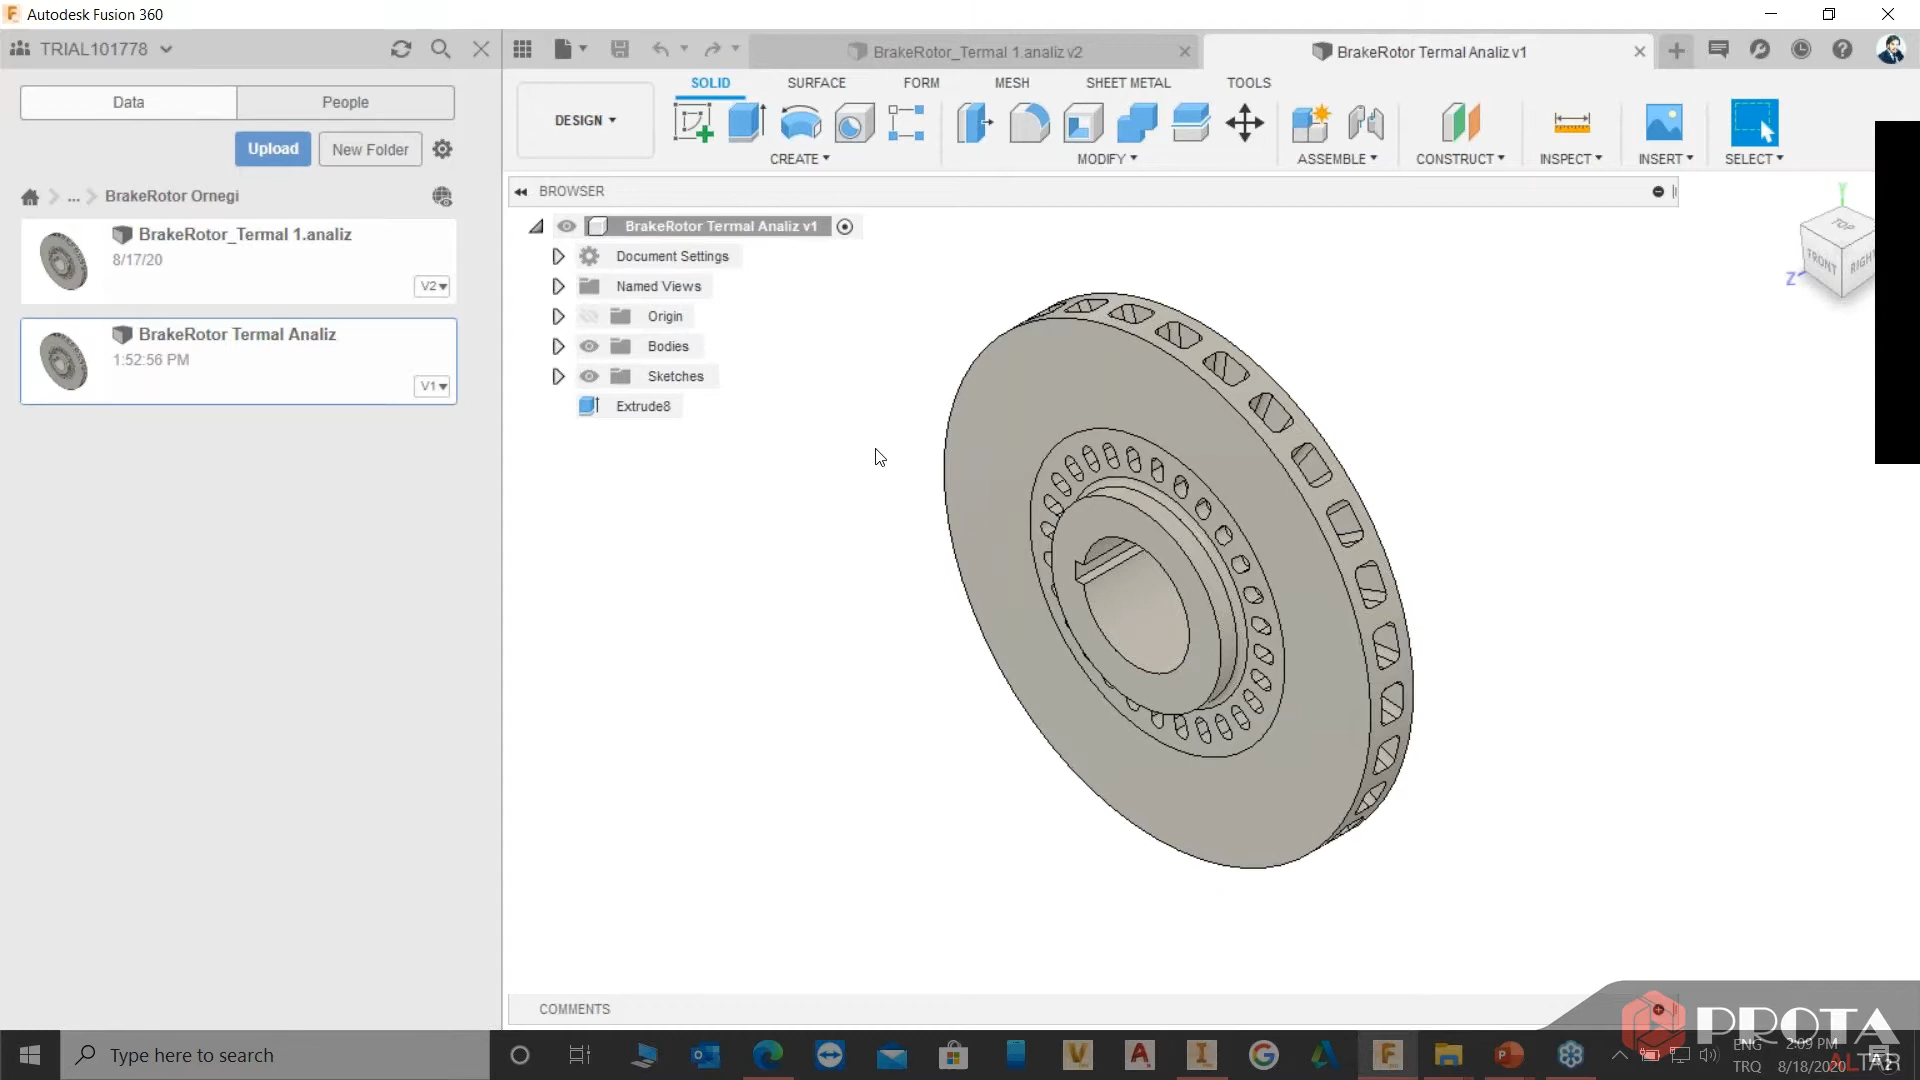 Autodesk Fusion 360
TRIAL101778
Data
People
Upload
New Folder
... BrakeRotor Ornegi
BrakeRotor_Termal 1.analiz
8/17/20
V2
BrakeRotor Termal Analiz
1:52:56 PM
V1
BrakeRotor_Termal 1.analiz v2
BrakeRotor Termal Analiz v1
SOLID SURFACE FORM MESH SHEET METAL TOOLS
DESIGN
CREATE MODIFY ASSEMBLE CONSTRUCT INSPECT INSERT SELECT
BROWSER
BrakeRotor Termal Analiz v1
Document Settings
Named Views
Origin
Bodies
Sketches
Extrude8
TOP
FRONT
RIGHT
Y
Z
COMMENTS
Type here to search
PROTA
ALTAR
ENG
2:09 PM
TRQ
8/18/2020